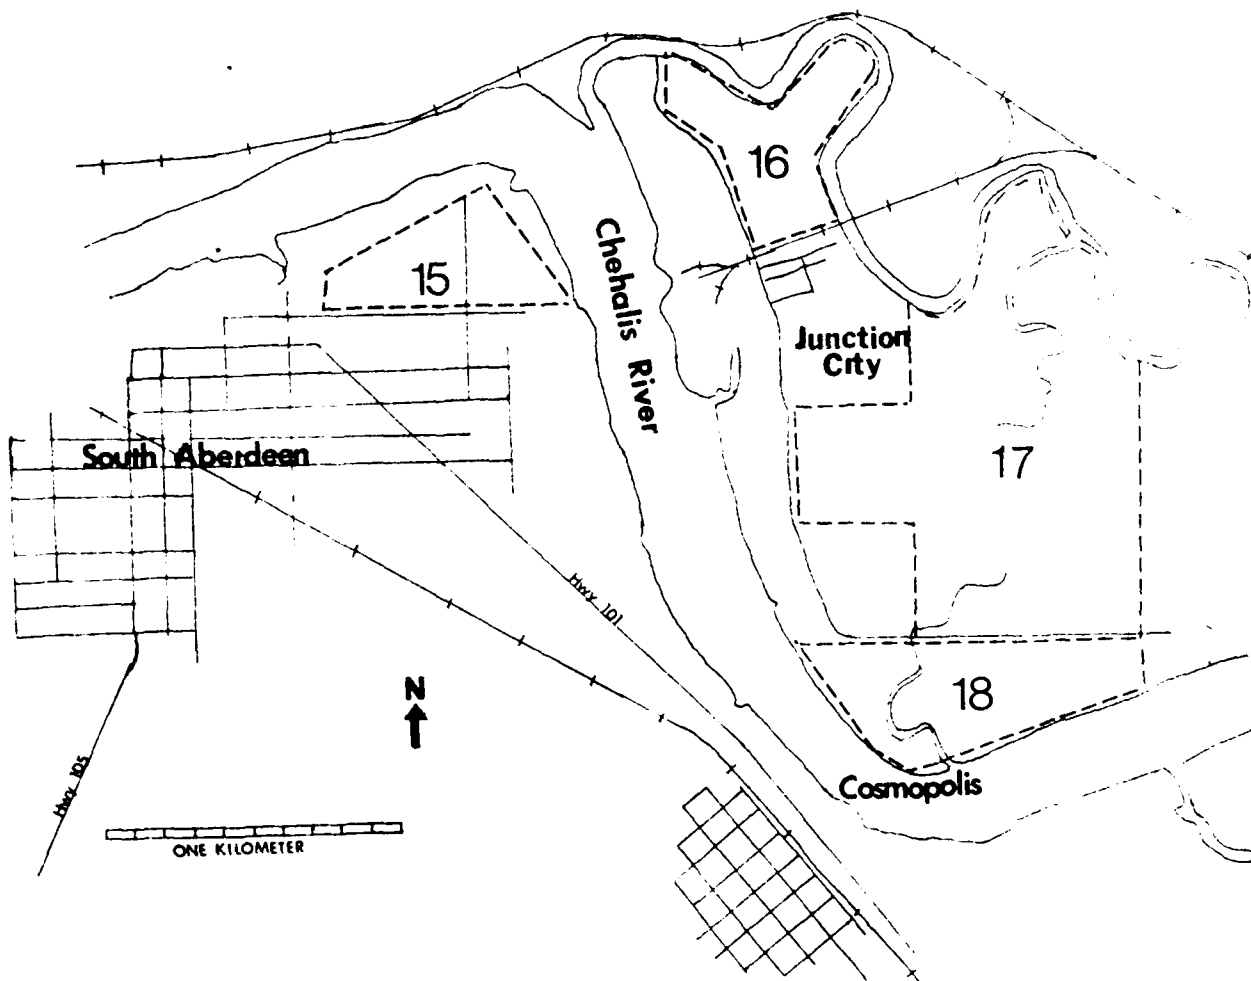 16
15
Chehalis River
Junction
City
South Aberdeen
17
Hwy 101
N
18
Hwy 105
Cosmopolis
ONE KILOMETER